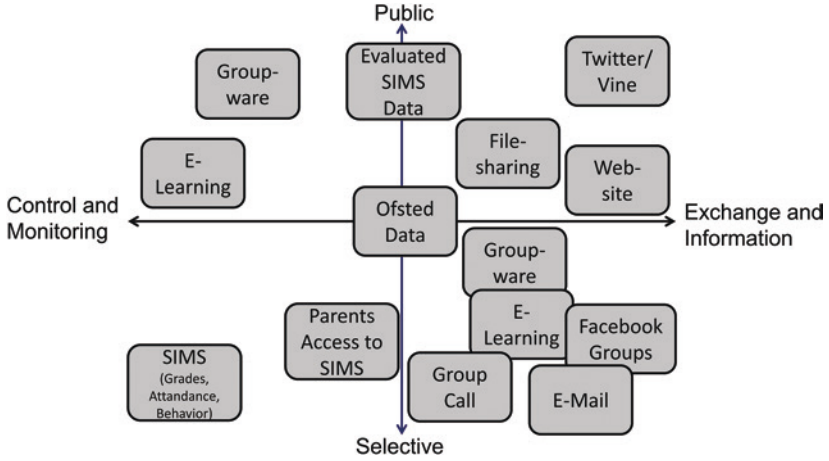 Public
Group-
ware
Evaluated
SIMS
Data
Twitter/
Vine
File-
sharing
E-
Learning
Web-
site
Control and
Monitoring
Ofsted
Data
Exchange and
Information
Group-
ware
E-
Learning
Parents
Access to
SIMS
Facebook
Groups
SIMS
(Grades,
Attandance,
Behavior)
Group
Call
E-Mail
Selective